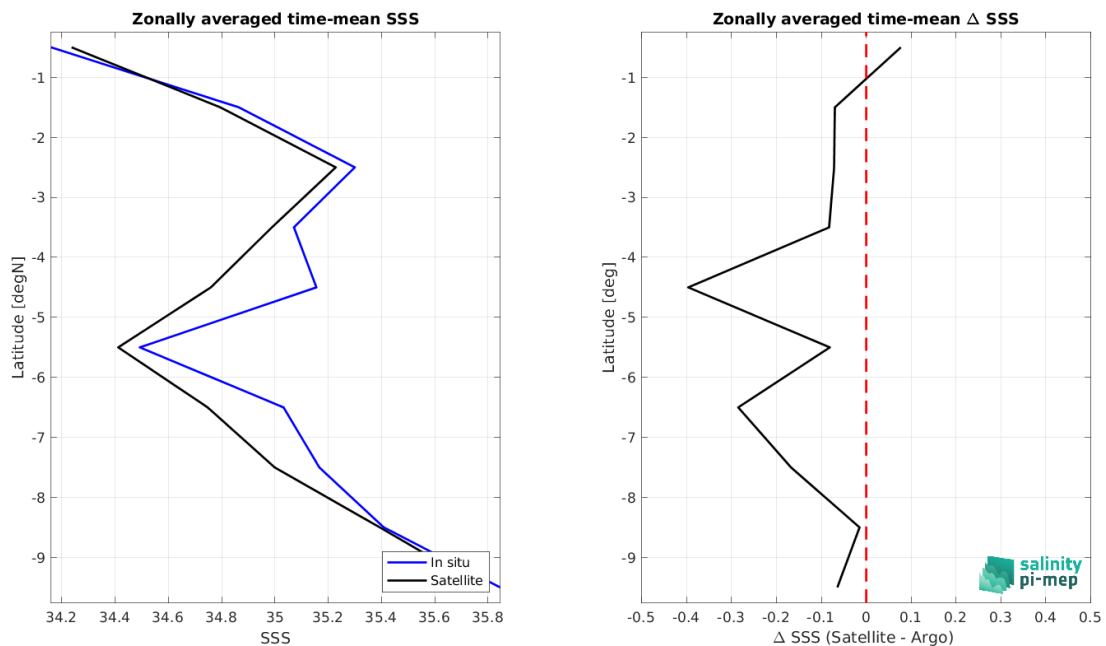 Zonally averaged time-mean SSS
-1
-2
-3
-4
-5
-6
-7
-8
-9
Latitude [degN]
34.2 34.4 34.6 34.8 35 35.2 35.4 35.6 35.8
SSS
In situ
Satellite
Zonally averaged time-mean Δ SSS
-1
-2
-3
-4
-5
-6
-7
-8
-9
Latitude [deg]
-0.5 -0.4 -0.3 -0.2 -0.1 0 0.1 0.2 0.3 0.4 0.5
Δ SSS (Satellite - Argo)
salinity
pi-mep